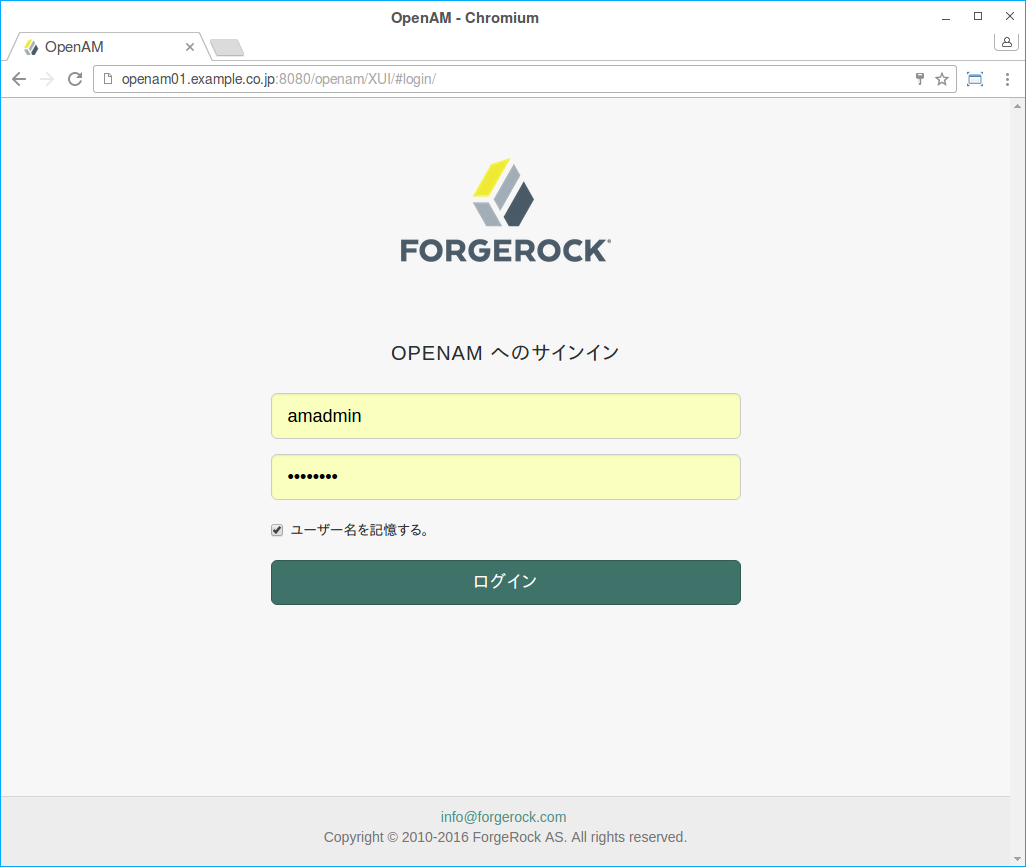 OpenAM - Chromium
OpenAM
openam01.example.co.jp:8080/openam/XUI/#login/
FORGEROCK
OPENAM へのサインイン
amadmin
••••••••
ユーザー名を記憶する。
ログイン
info@forgerock.com
Copyright © 2010-2016 ForgeRock AS. All rights reserved.